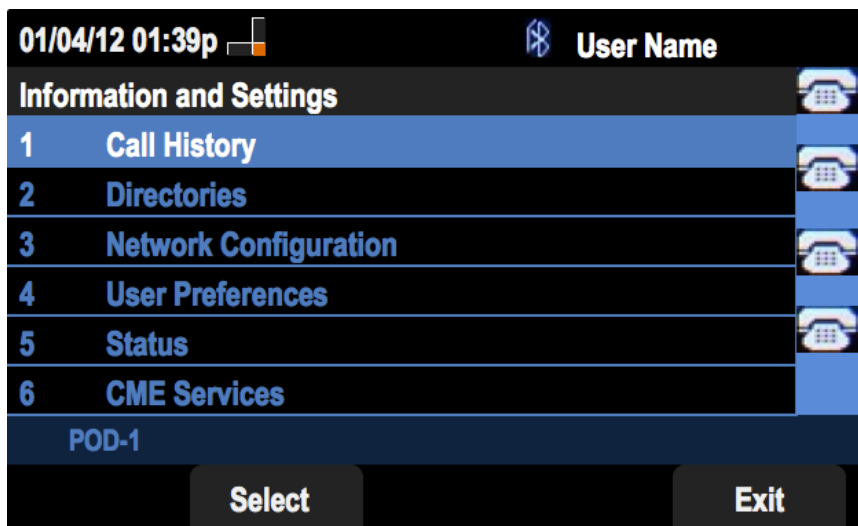 01/04/12 01:39p User Name
Information and Settings
1 Call History
2 Directories
3 Network Configuration
4 User Preferences
5 Status
6 CME Services
POD-1
Select Exit